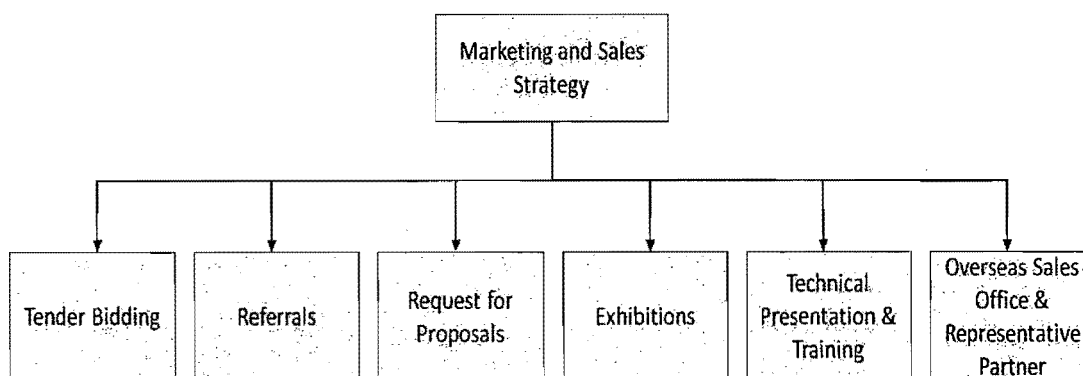 Marketing and Sales
Strategy
Tender Bidding
Referrals
Request for
Proposals
Exhibitions
Technical
Presentation &
Training
Overseas Sales
Office &
Representative
Partner